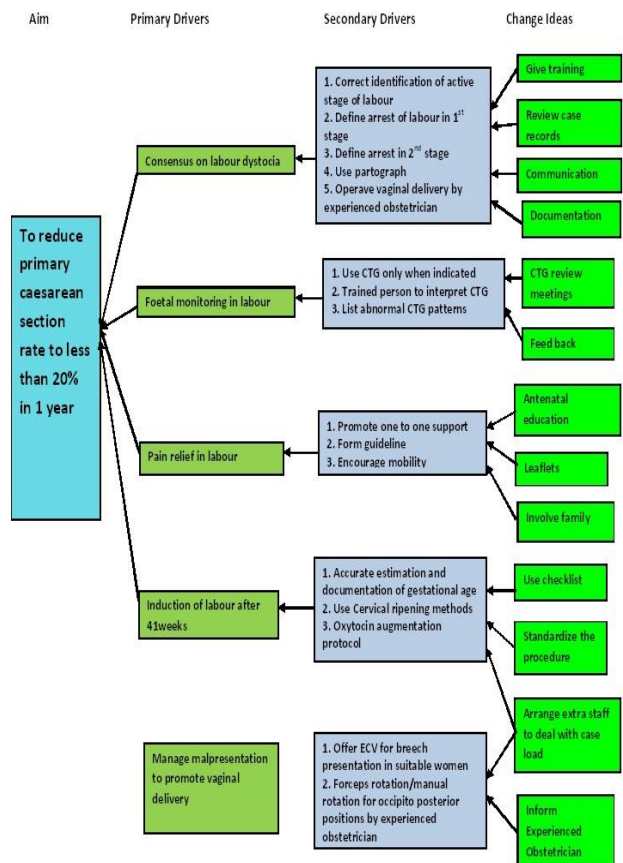 Aim
Primary Drivers
Secondary Drivers
Change Ideas
To reduce
primary
caesarean
section
rate to less
than 20%
in 1 year
Consensus on labour dystocia
1. Correct identification of active
stage of labour
2. Define arrest of labour in 1st
stage
3. Define arrest in 2nd stage
4. Use partograph
5. Operave vaginal delivery by
experienced obstetrician
Give training
Review case
records
Communication
Documentation
Foetal monitoring in labour
1. Use CTG only when indicated
2. Trained person to interpret CTG
3. List abnormal CTG patterns
CTG review
meetings
Feed back
Pain relief in labour
1. Promote one to one support
2. Form guideline
3. Encourage mobility
Antenatal
education
Leaflets
Involve family
Induction of labour after
41weeks
1. Accurate estimation and
documentation of gestational age
2. Use Cervical ripening methods
3. Oxytocin augmentation
protocol
Use checklist
Standardize the
procedure
Arrange extra staff
to deal with case
load
Manage malpresentation
to promote vaginal
delivery
1. Offer ECV for breech
presentation in suitable women
2. Forceps rotation/manual
rotation for occipito posterior
positions by experienced
obstetrician
Inform
Experienced
Obstetrician